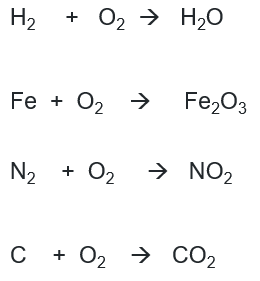 H₂ + O₂ → H₂O
Fe + O₂ → Fe₂O₃
N₂ + O₂ → NO₂
C + O₂ → CO₂